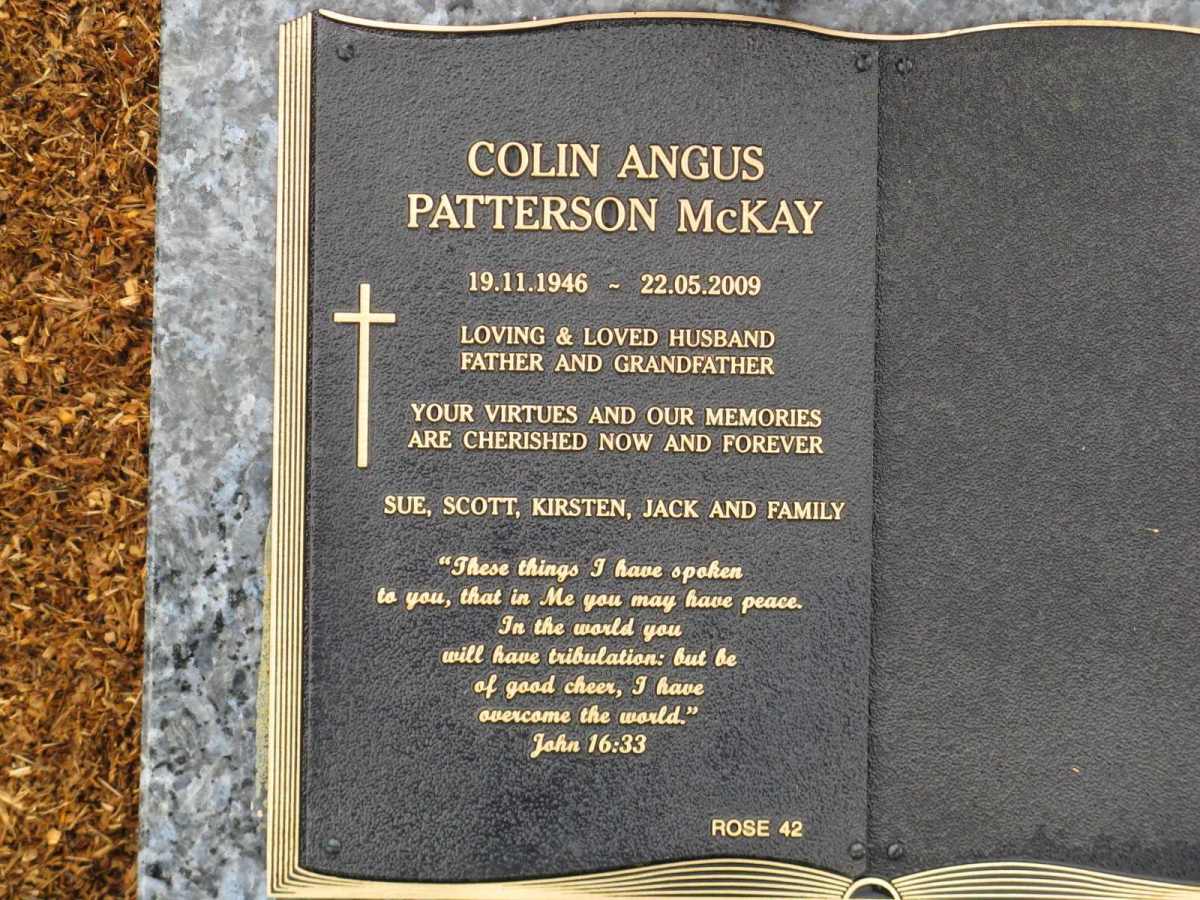 COLIN ANGUS
PATTERSON McKAY
19.11.1946 ~ 22.05.2009
LOVING & LOVED HUSBAND
FATHER AND GRANDFATHER
YOUR VIRTUES AND OUR MEMORIES
ARE CHERISHED NOW AND FOREVER
SUE, SCOTT, KIRSTEN, JACK AND FAMILY
“These things I have spoken
to you, that in Me you may have peace.
In the world you
will have tribulation: but be
of good cheer, I have
overcome the world.”
John 16:33
ROSE 42